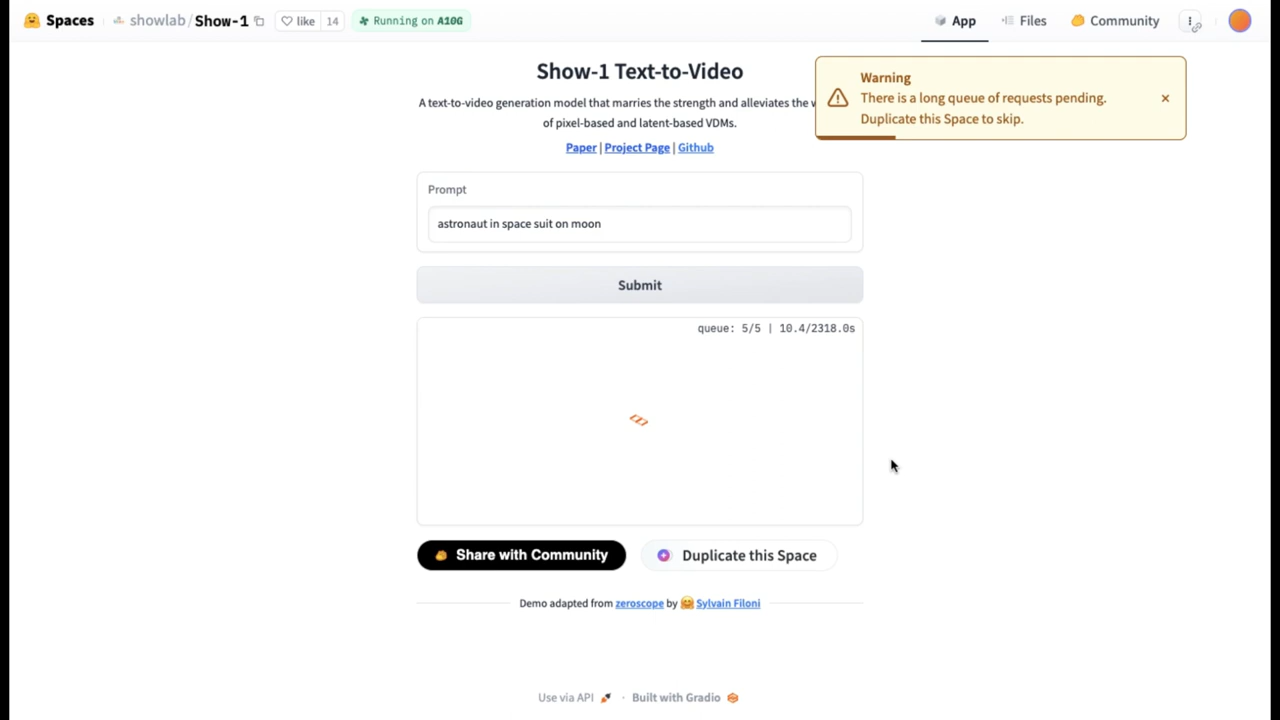 Spaces
showlab/Show-1
like 14
Running on A10G
App
Files
Community
Show-1 Text-to-Video
A text-to-video generation model that marries the strength and alleviates the
of pixel-based and latent-based VDMs.
Paper | Project Page | Github
Warning
There is a long queue of requests pending.
Duplicate this Space to skip.
Prompt
astronaut in space suit on moon
Submit
queue: 5/5 | 10.4/2318.0s
Share with Community
Duplicate this Space
Demo adapted from zeroscope by 🤗 Sylvain Filoni
Use via API 🚀 · Built with Gradio